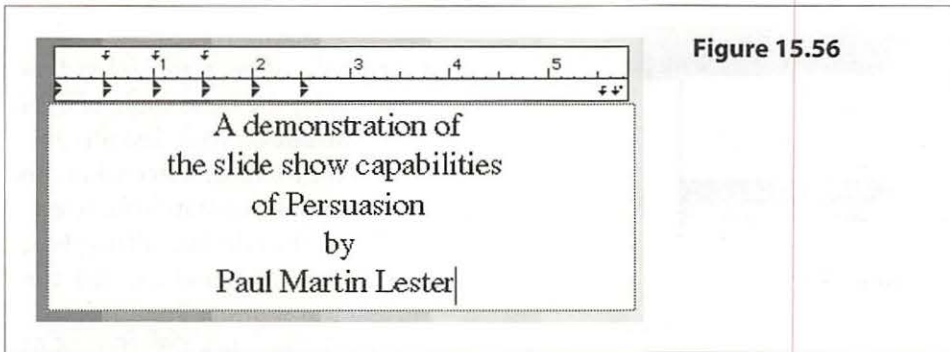 Figure 15.56
1 2 3 4 5
A demonstration of
the slide show capabilities
of Persuasion
by
Paul Martin Lester